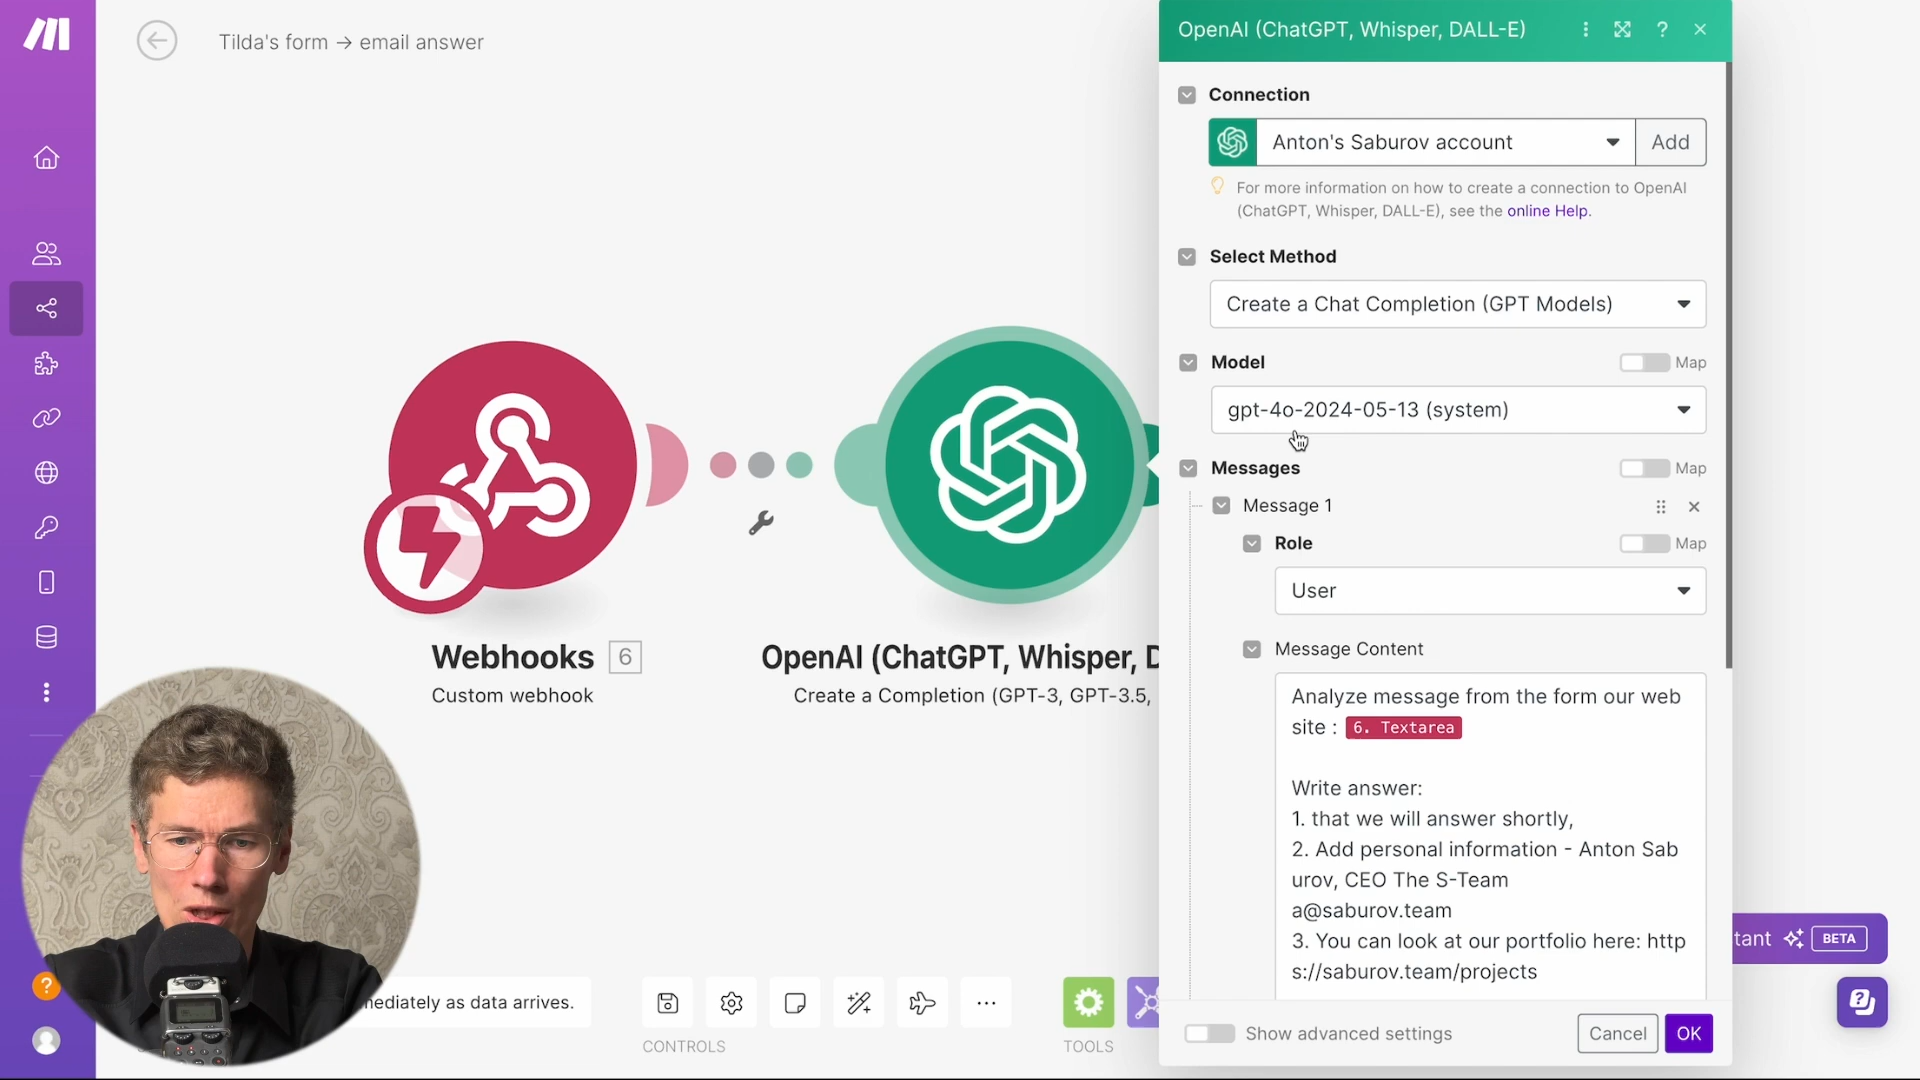 Tilda's form → email answer
OpenAI (ChatGPT, Whisper, DALL-E)
Connection
Anton's Saburov account
Add
For more information on how to create a connection to OpenAI
(ChatGPT, Whisper, DALL-E), see the online Help.
Select Method
Create a Chat Completion (GPT Models)
Model
Map
gpt-4o-2024-05-13 (system)
Messages
Map
Message 1
Role
Map
User
Message Content
Analyze message from the form our web
site : 6. Textarea
Write answer:
1. that we will answer shortly,
2. Add personal information - Anton Sab
urov, CEO The S-Team
a@saburov.team
3. You can look at our portfolio here: http
s://saburov.team/projects
Show advanced settings
Cancel
OK
Webhooks 6
Custom webhook
OpenAI (ChatGPT, Whisper, D
Create a Completion (GPT-3, GPT-3.5,
mediately as data arrives.
CONTROLS
TOOLS
tant
BETA